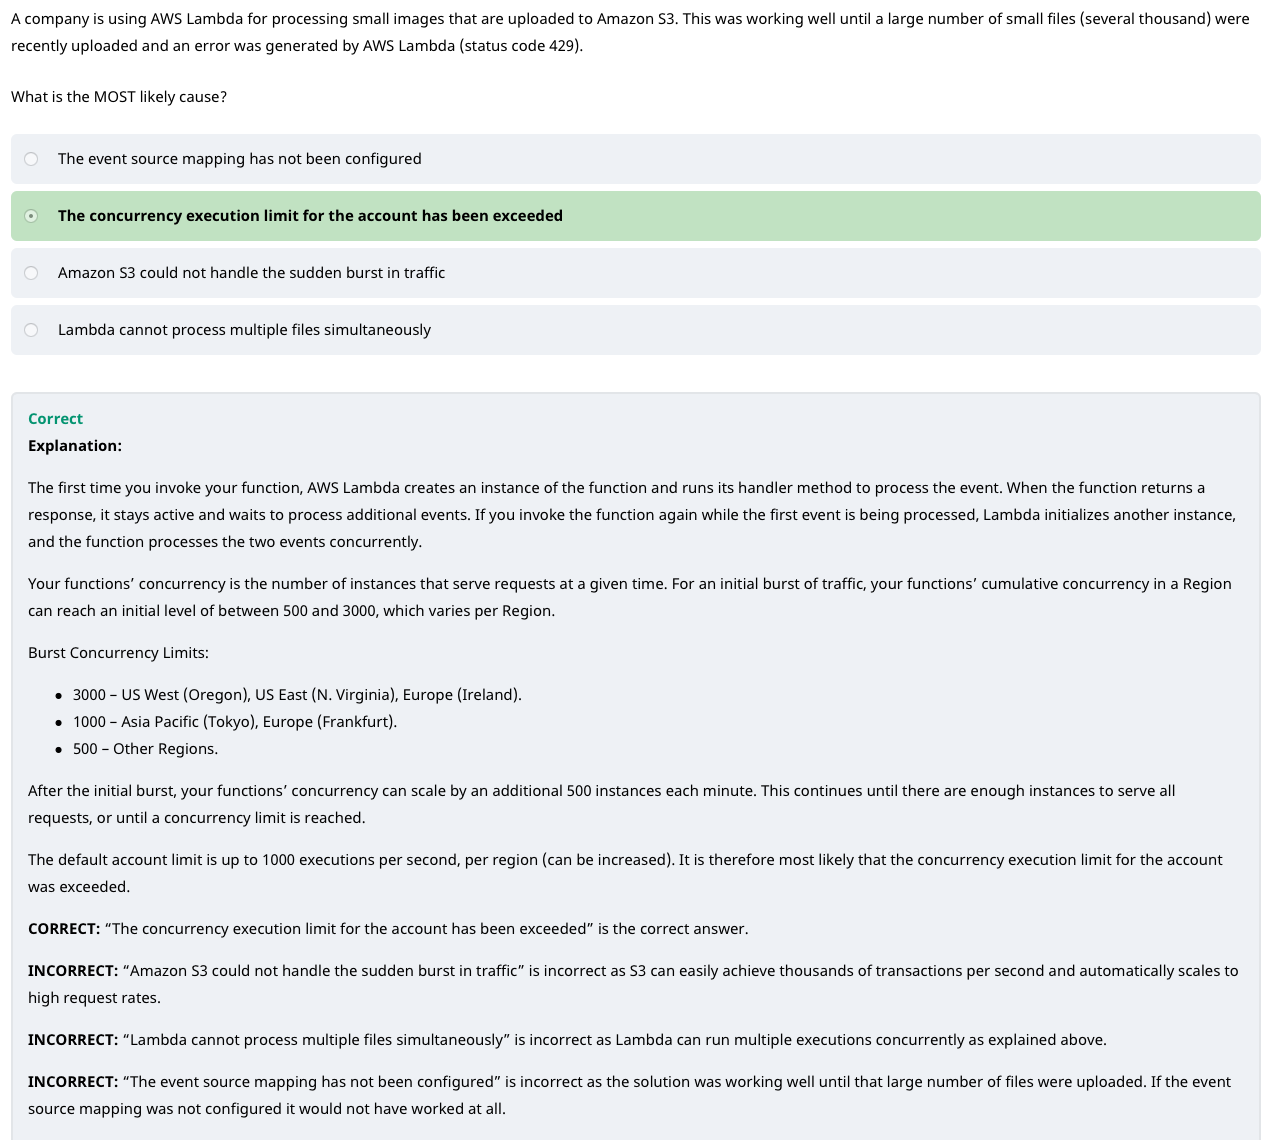 A company is using AWS Lambda for processing small images that are uploaded to Amazon S3. This was working well until a large number of small files (several thousand) were
recently uploaded and an error was generated by AWS Lambda (status code 429).
What is the MOST likely cause?
The event source mapping has not been configured
The concurrency execution limit for the account has been exceeded
Amazon S3 could not handle the sudden burst in traffic
Lambda cannot process multiple files simultaneously
Correct
Explanation:
The first time you invoke your function, AWS Lambda creates an instance of the function and runs its handler method to process the event. When the function returns a
response, it stays active and waits to process additional events. If you invoke the function again while the first event is being processed, Lambda initializes another instance,
and the function processes the two events concurrently.
Your functions’ concurrency is the number of instances that serve requests at a given time. For an initial burst of traffic, your functions’ cumulative concurrency in a Region
can reach an initial level of between 500 and 3000, which varies per Region.
Burst Concurrency Limits:
• 3000 – US West (Oregon), US East (N. Virginia), Europe (Ireland).
• 1000 – Asia Pacific (Tokyo), Europe (Frankfurt).
• 500 – Other Regions.
After the initial burst, your functions’ concurrency can scale by an additional 500 instances each minute. This continues until there are enough instances to serve all
requests, or until a concurrency limit is reached.
The default account limit is up to 1000 executions per second, per region (can be increased). It is therefore most likely that the concurrency execution limit for the account
was exceeded.
CORRECT: “The concurrency execution limit for the account has been exceeded” is the correct answer.
INCORRECT: “Amazon S3 could not handle the sudden burst in traffic” is incorrect as S3 can easily achieve thousands of transactions per second and automatically scales to
high request rates.
INCORRECT: “Lambda cannot process multiple files simultaneously” is incorrect as Lambda can run multiple executions concurrently as explained above.
INCORRECT: “The event source mapping has not been configured” is incorrect as the solution was working well until that large number of files were uploaded. If the event
source mapping was not configured it would not have worked at all.